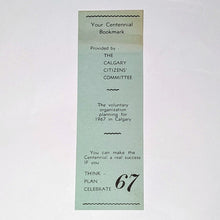 Your Centennial
Bookmark
Provided by
THE
CALGARY
CITIZENS'
COMMITTEE
The voluntary
organization
planning for
1967 in Calgary
You can make the
Centennial a real success
IF you
THINK -
PLAN
CELEBRATE
67